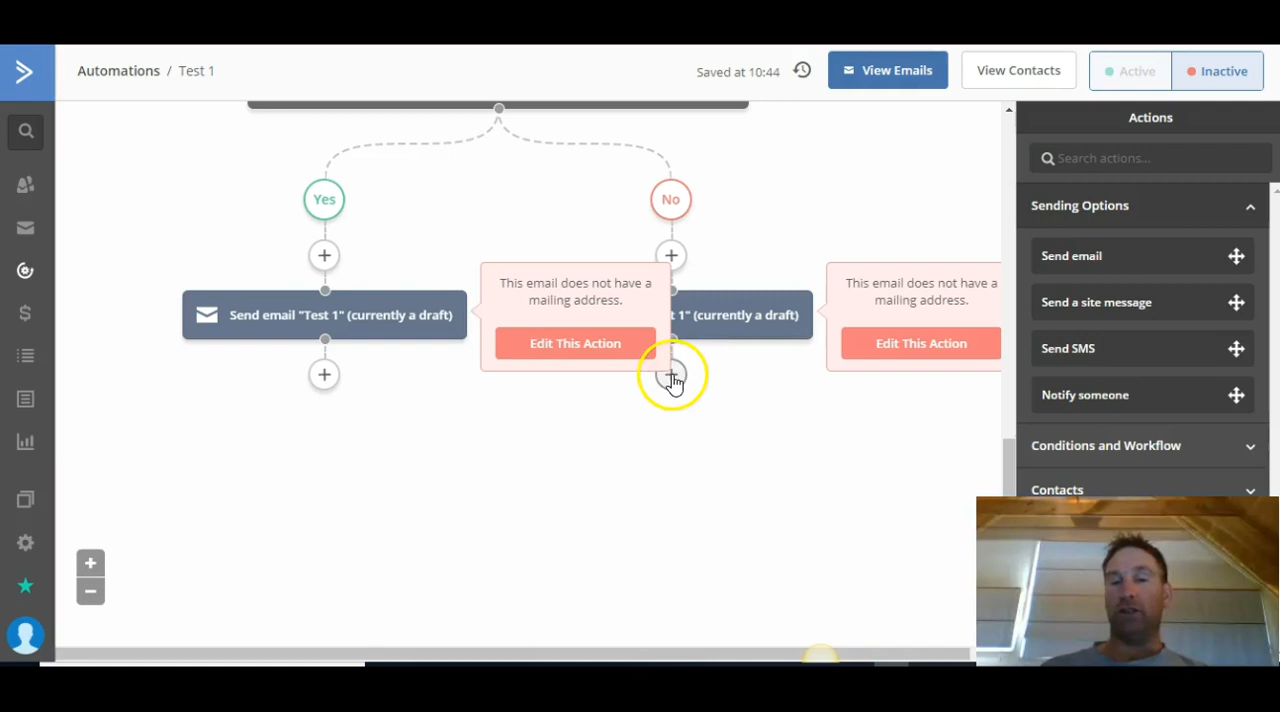 Automations / Test 1
Saved at 10:44
View Emails
View Contacts
Active
Inactive
Actions
Search actions...
Sending Options
Send email
Send a site message
Send SMS
Notify someone
Conditions and Workflow
Contacts
Yes
No
Send email "Test 1" (currently a draft)
This email does not have a
mailing address.
Edit This Action
t 1" (currently a draft)
This email does not have a
mailing address.
Edit This Action